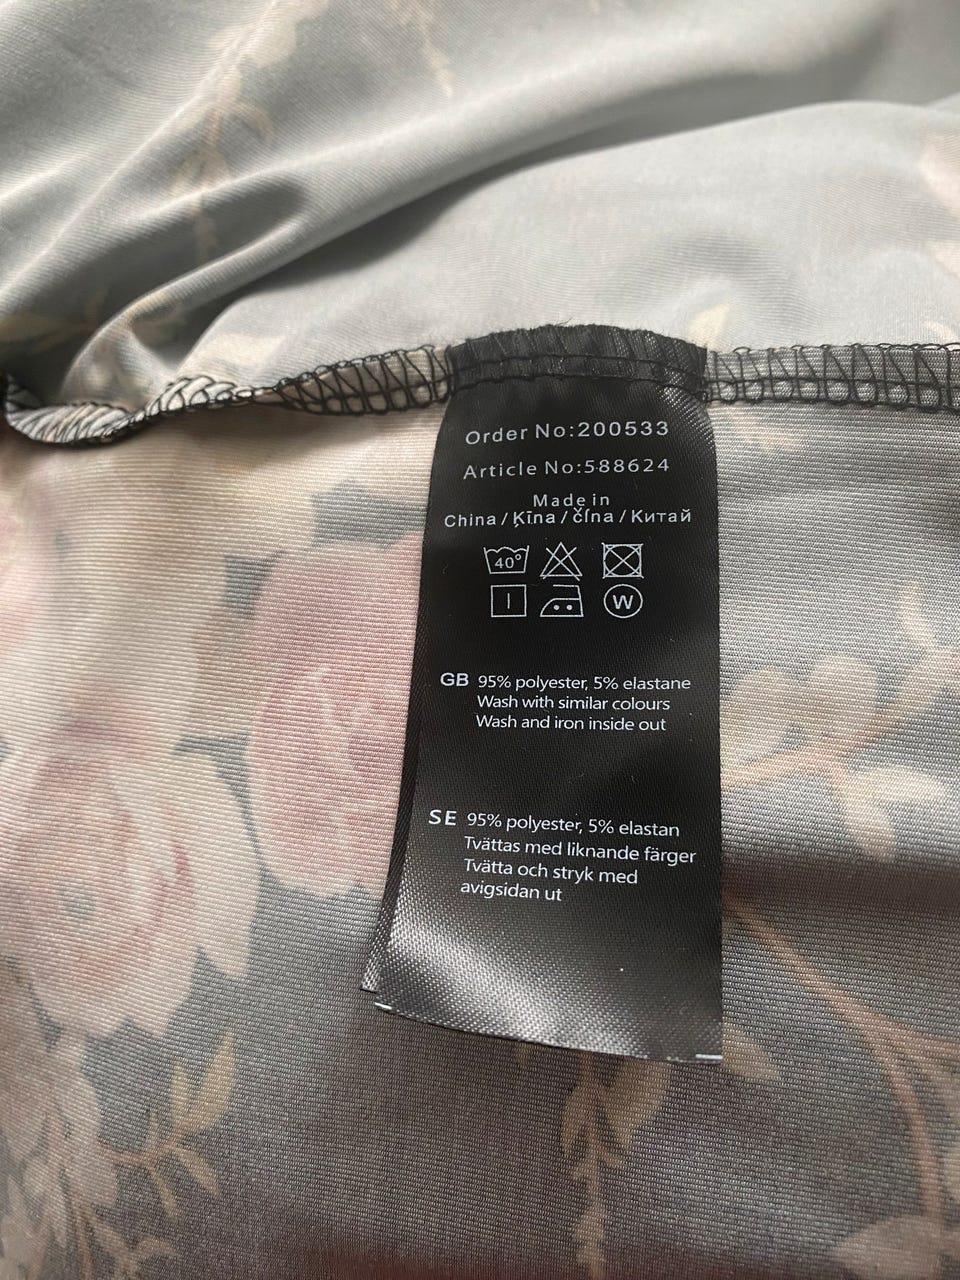 Order No:200533
Article No:588624
Made in
China / Ķīna / čína / Китай
40°
W
GB 95% polyester, 5% elastane
Wash with similar colours
Wash and iron inside out
SE 95% polyester, 5% elastan
Tvättas med liknande färger
Tvätta och stryk med
avigsidan ut